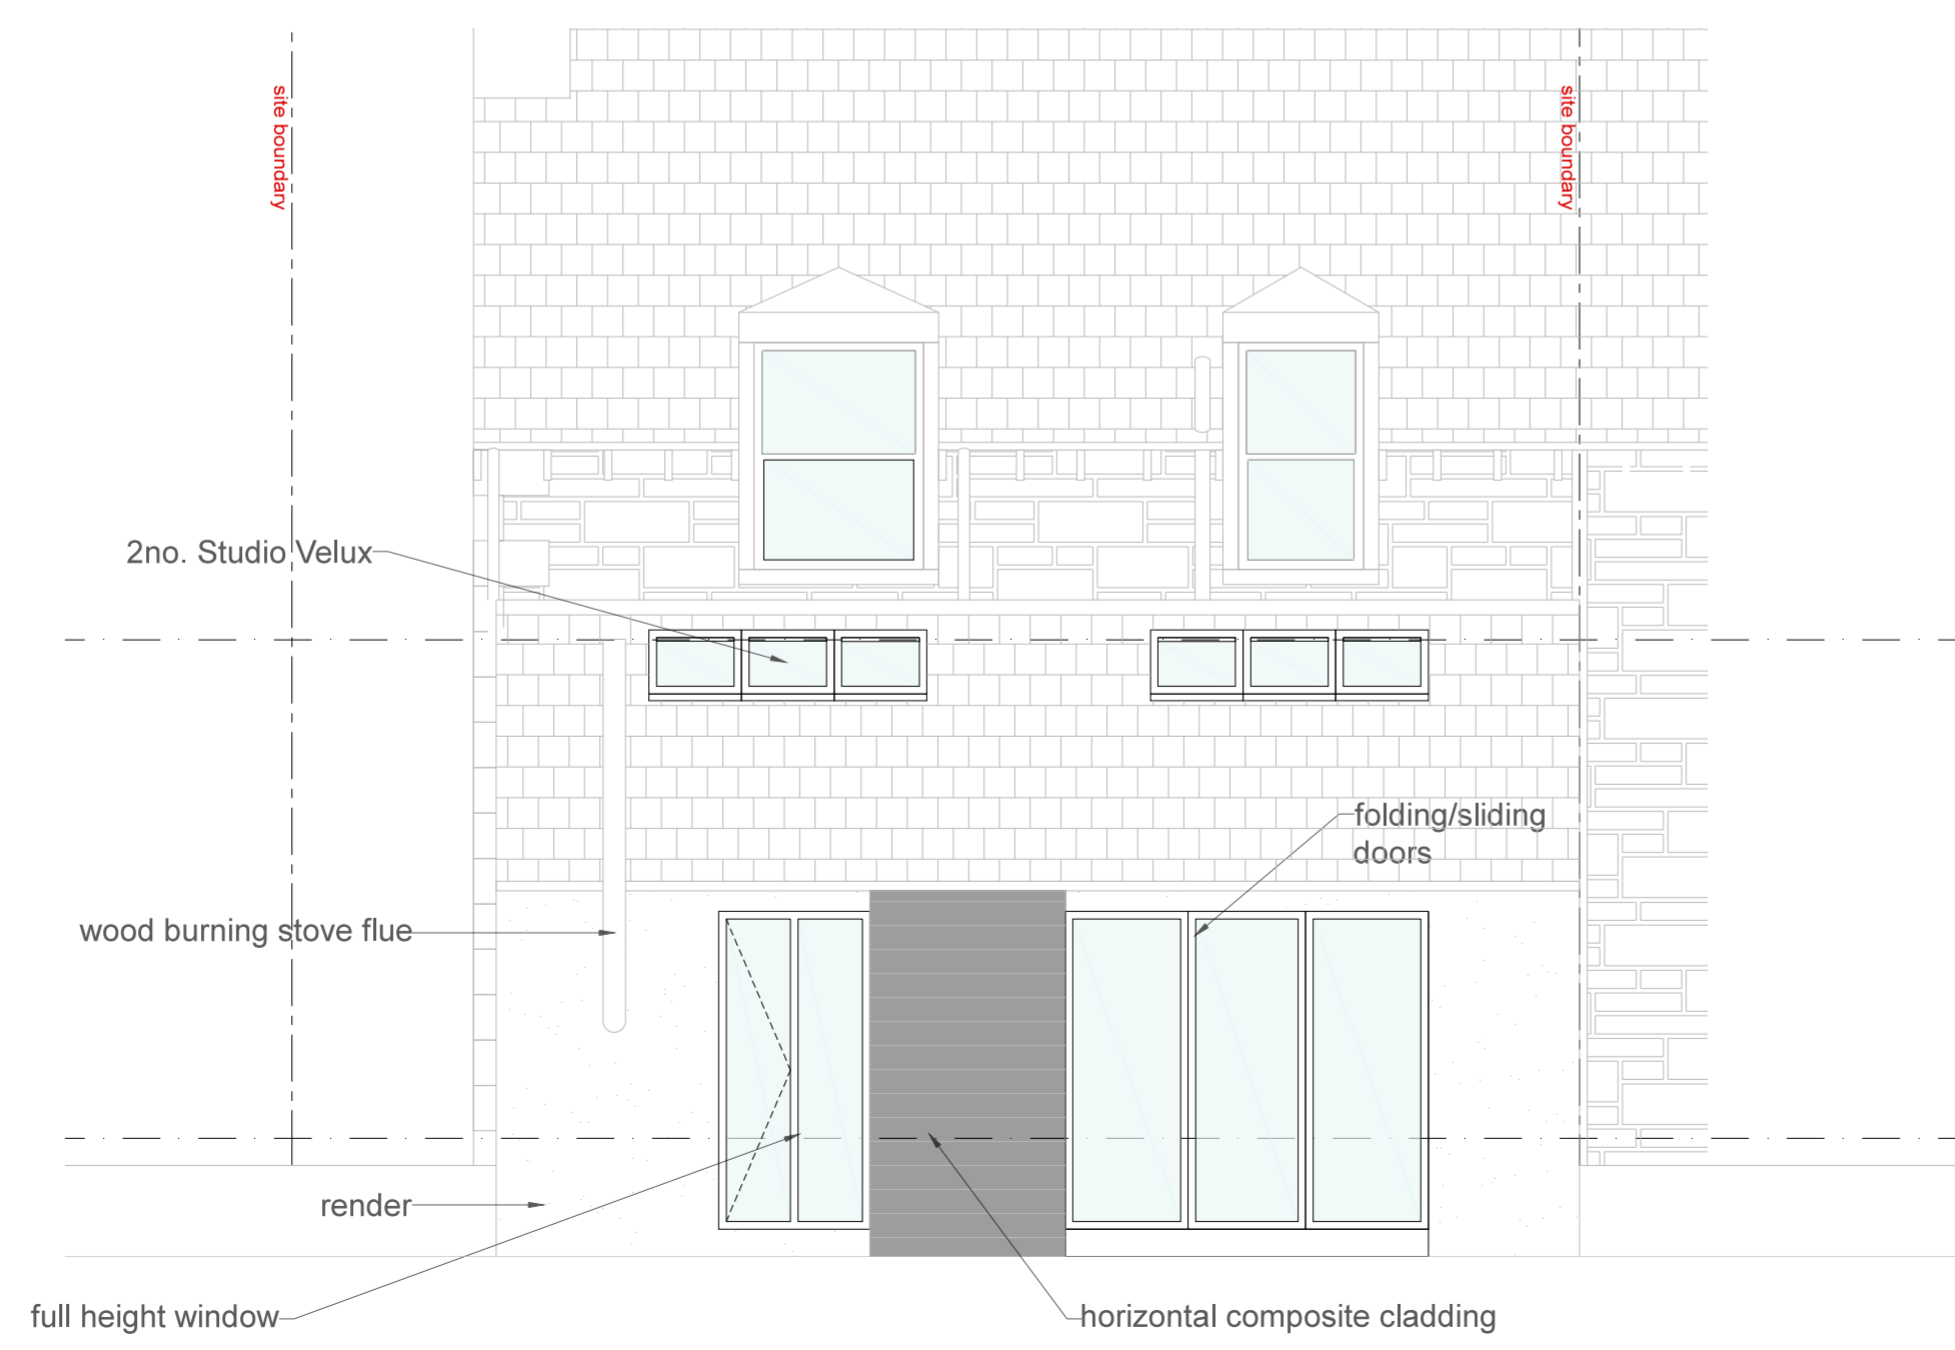 site boundary
site boundary
2no. Studio Velux
folding/sliding
doors
wood burning stove flue
render
full height window
horizontal composite cladding